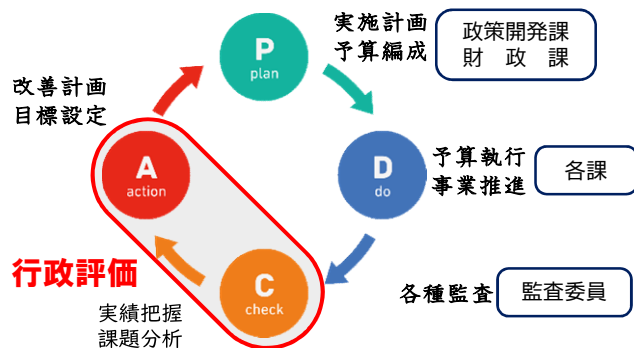 P
plan
実施計画
予算編成
政策開発課
財　政　課
改善計画
目標設定
A
action
D
do
予算執行
事業推進
各課
行政評価
C
check
各種監査
監査委員
実績把握
課題分析